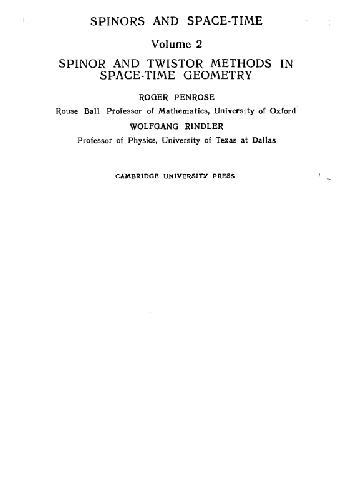 SPINORS AND SPACE-TIME
Volume 2
SPINOR AND TWISTOR METHODS IN
SPACE-TIME GEOMETRY
ROGER PENROSE
Rouse Ball Professor of Mathematics, University of Oxford
WOLFGANG RINDLER
Professor of Physics, University of Texas at Dallas
CAMBRIDGE UNIVERSITY PRESS